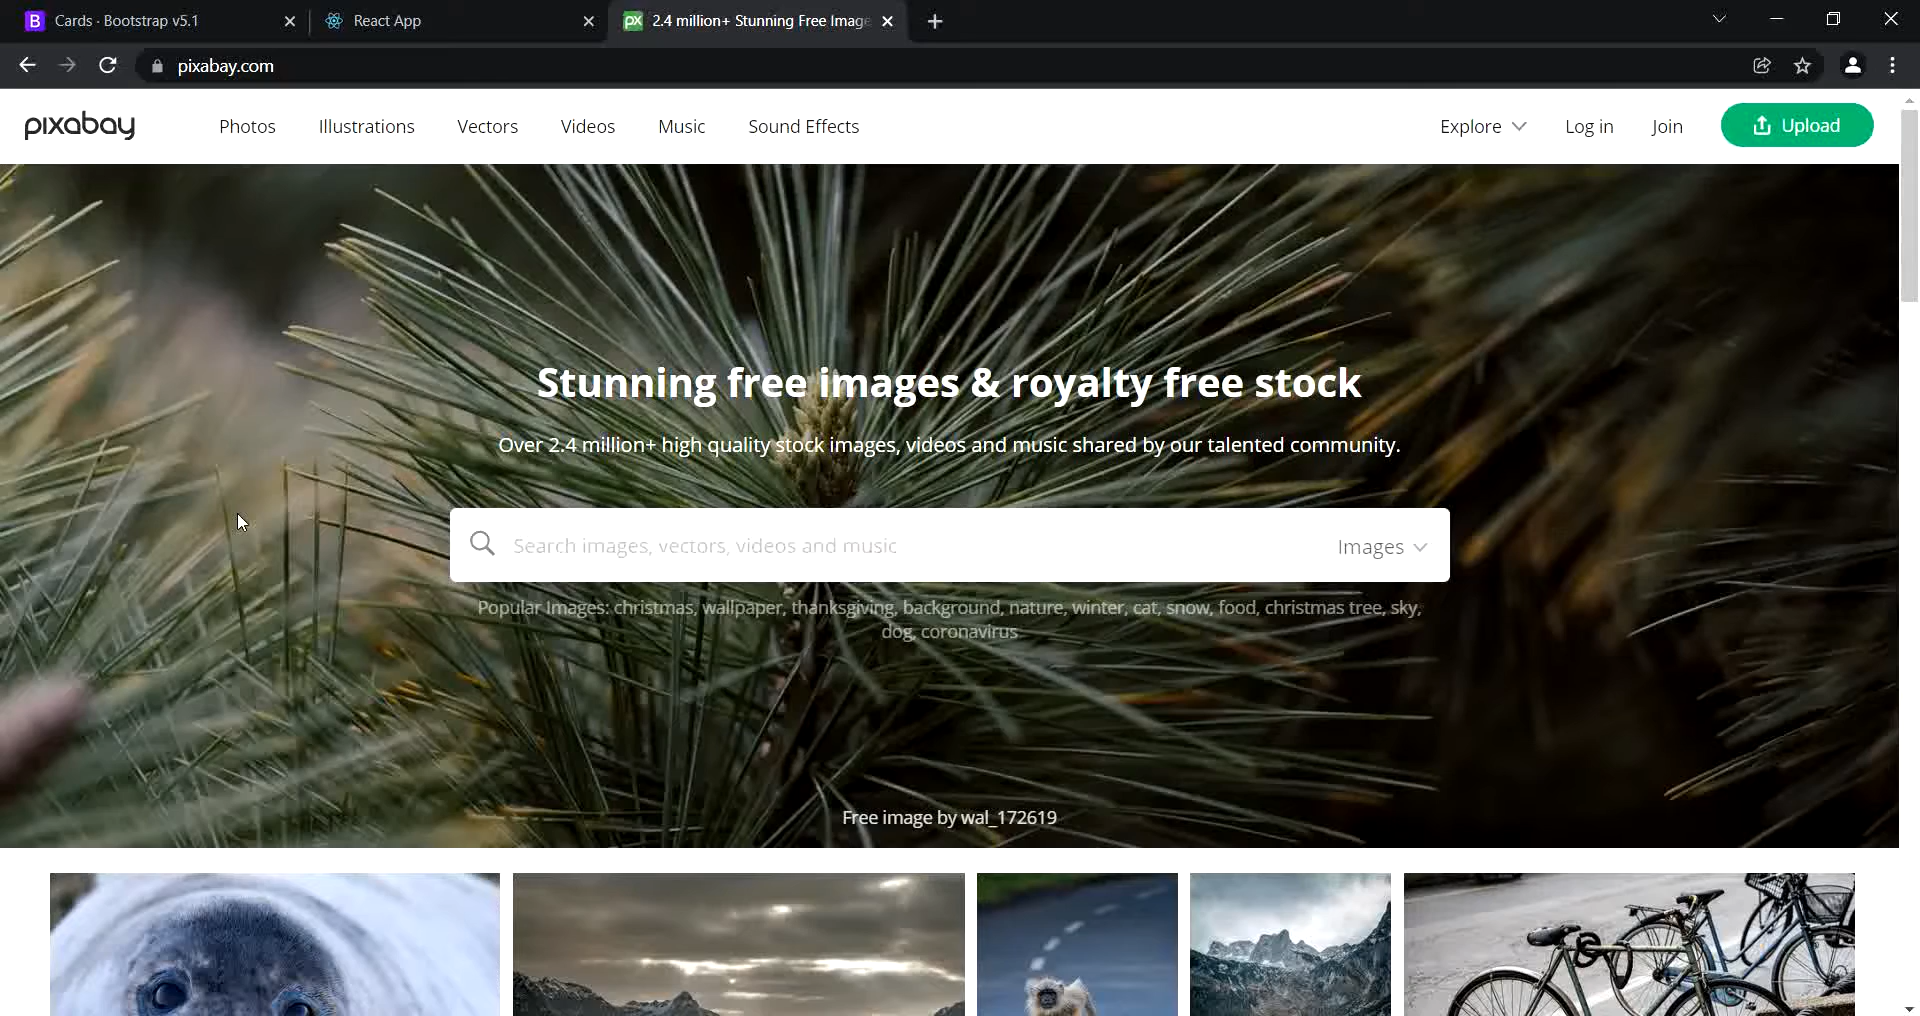 Cards · Bootstrap v5.1
React App
2.4 million+ Stunning Free Image
pixabay.com
pixabay Photos Illustrations Vectors Videos Music Sound Effects Explore Log in Join Upload
Stunning free images & royalty free stock
Over 2.4 million+ high quality stock images, videos and music shared by our talented community.
Search images, vectors, videos and music Images
Popular Images: christmas, wallpaper, thanksgiving, background, nature, winter, cat, snow, food, christmas tree, sky,
dog, coronavirus
Free image by wal_172619